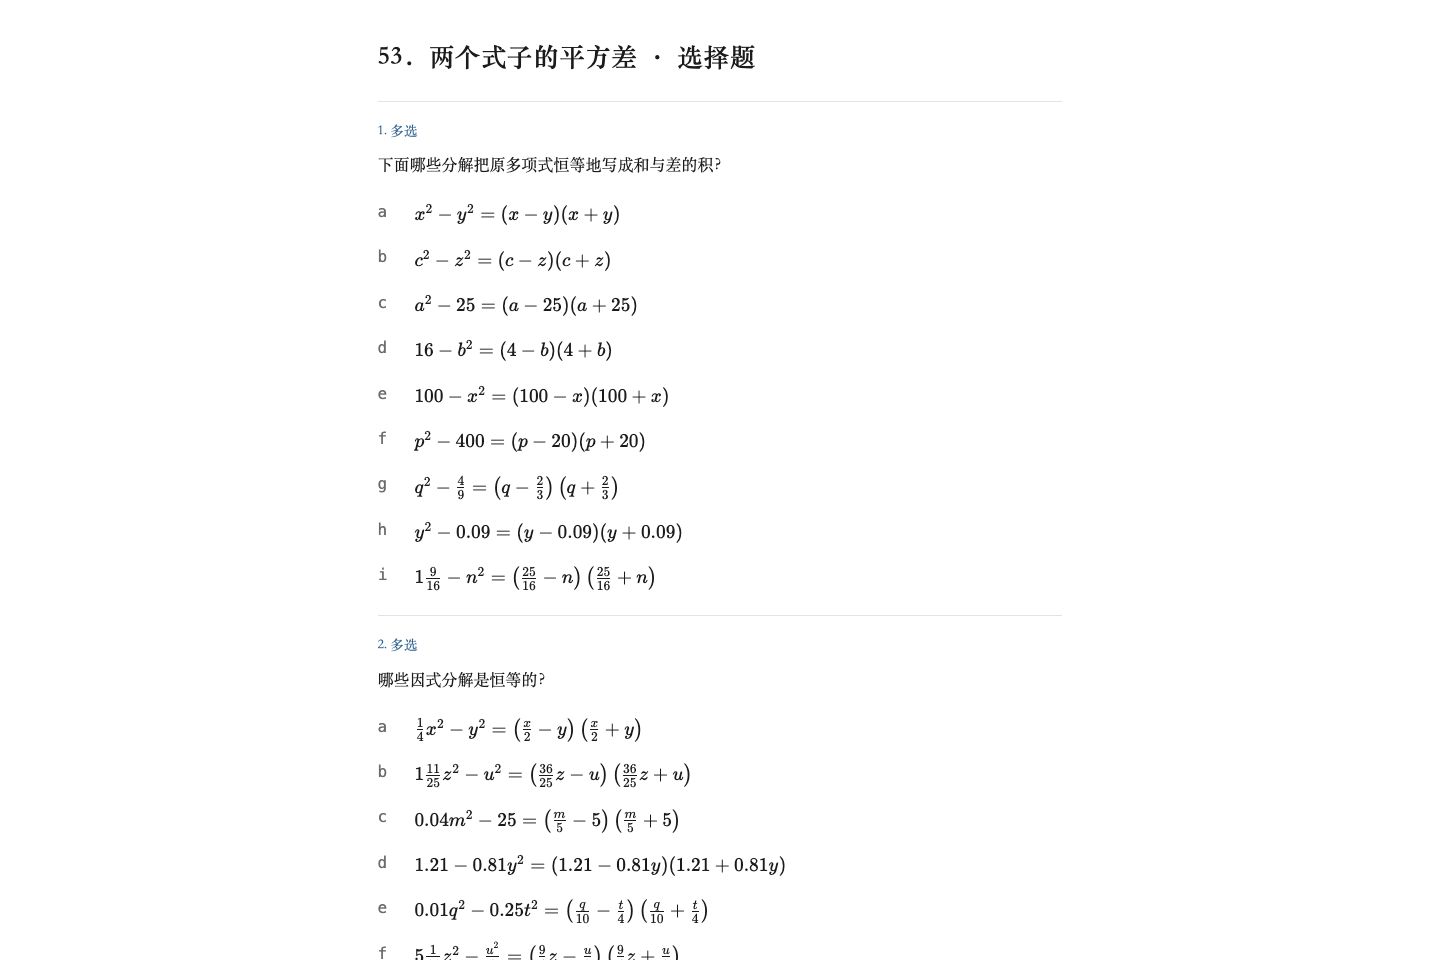 53. 两个式子的平方差 · 选择题
1. 多选
下面哪些分解把原多项式恒等地写成和与差的积?
a x² − y² = (x − y)(x + y)
b c² − z² = (c − z)(c + z)
c a² − 25 = (a − 25)(a + 25)
d 16 − b² = (4 − b)(4 + b)
e 100 − x² = (100 − x)(100 + x)
f p² − 400 = (p − 20)(p + 20)
g q² − 4/9 = (q − 2/3) (q + 2/3)
h y² − 0.09 = (y − 0.09)(y + 0.09)
i 1 9/16 − n² = (25/16 − n) (25/16 + n)
2. 多选
哪些因式分解是恒等的?
a 1/4 x² − y² = (x/2 − y) (x/2 + y)
b 1 11/25 z² − u² = (36/25 z − u) (36/25 z + u)
c 0.04m² − 25 = (m/5 − 5) (m/5 + 5)
d 1.21 − 0.81y² = (1.21 − 0.81y)(1.21 + 0.81y)
e 0.01q² − 0.25t² = (q/10 − t/4) (q/10 + t/4)
f